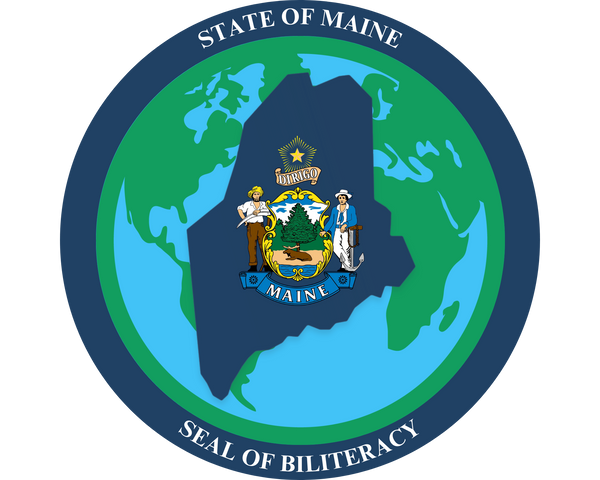 STATE OF MAINE
DIRIGO
MAINE
SEAL OF BILITERACY